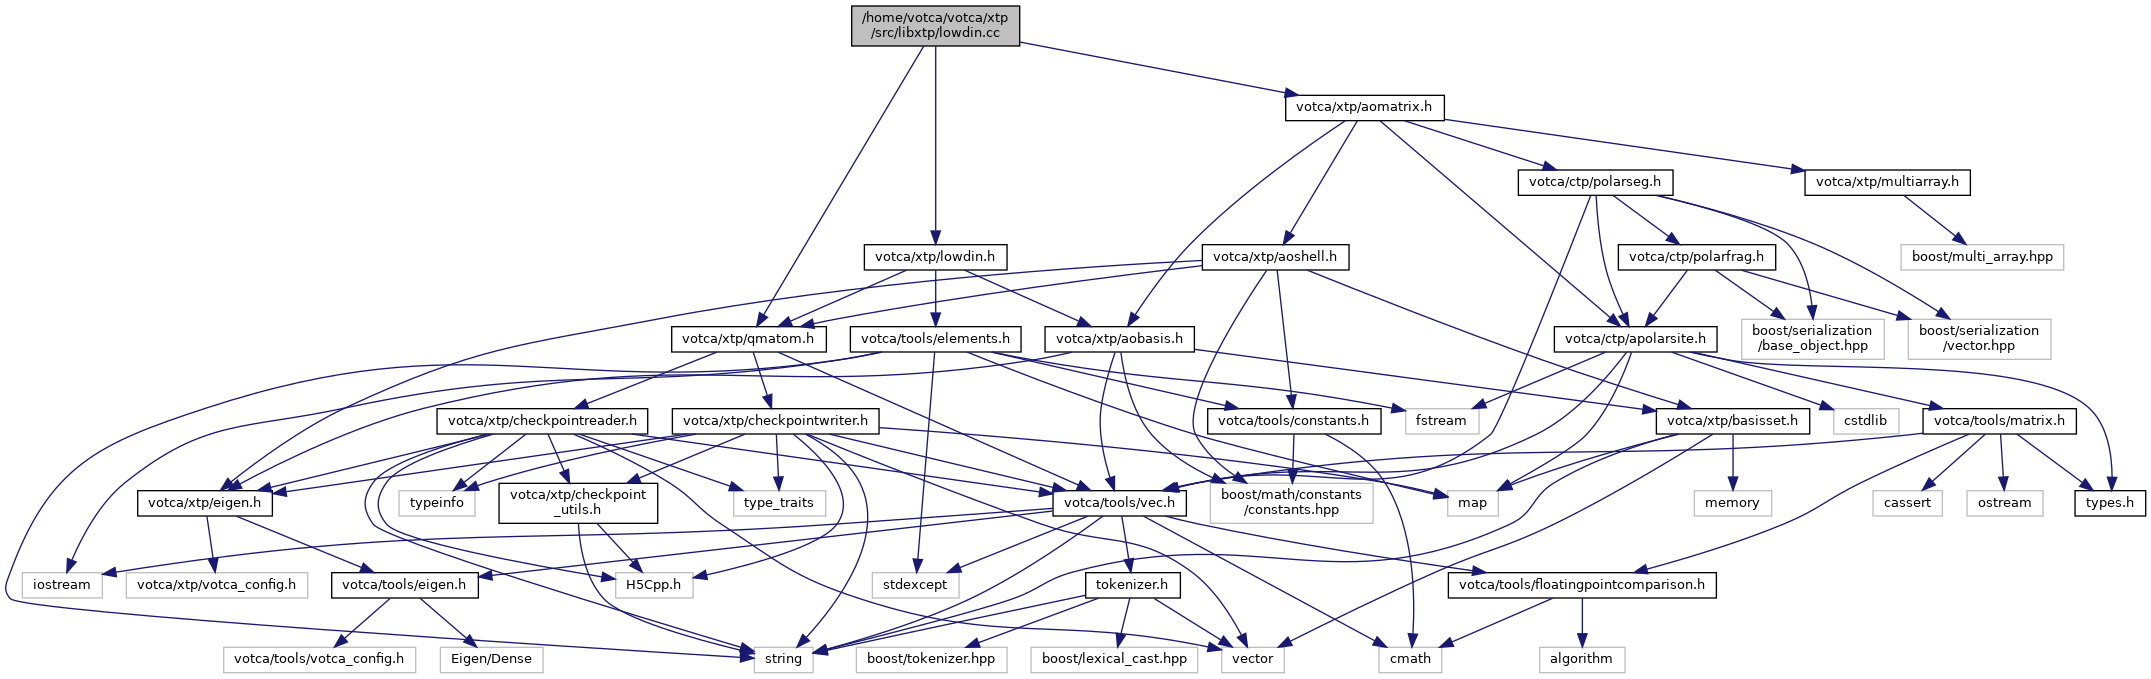 /home/votca/votca/xtp
/src/libxtp/lowdin.cc
votca/xtp/aomatrix.h
votca/ctp/polarseg.h
votca/xtp/multiarray.h
votca/xtp/lowdin.h
votca/xtp/aoshell.h
votca/ctp/polarfrag.h
boost/multi_array.hpp
votca/xtp/qmatom.h
votca/tools/elements.h
votca/xtp/aobasis.h
votca/ctp/apolarsite.h
boost/serialization
/base_object.hpp
boost/serialization
/vector.hpp
votca/xtp/checkpointreader.h
votca/xtp/checkpointwriter.h
votca/tools/constants.h
fstream
votca/xtp/basisset.h
cstdlib
votca/tools/matrix.h
votca/xtp/eigen.h
typeinfo
votca/xtp/checkpoint
_utils.h
type_traits
votca/tools/vec.h
boost/math/constants
/constants.hpp
map
memory
cassert
ostream
types.h
iostream
votca/xtp/votca_config.h
votca/tools/eigen.h
H5Cpp.h
stdexcept
tokenizer.h
votca/tools/floatingpointcomparison.h
votca/tools/votca_config.h
Eigen/Dense
string
boost/tokenizer.hpp
boost/lexical_cast.hpp
vector
cmath
algorithm